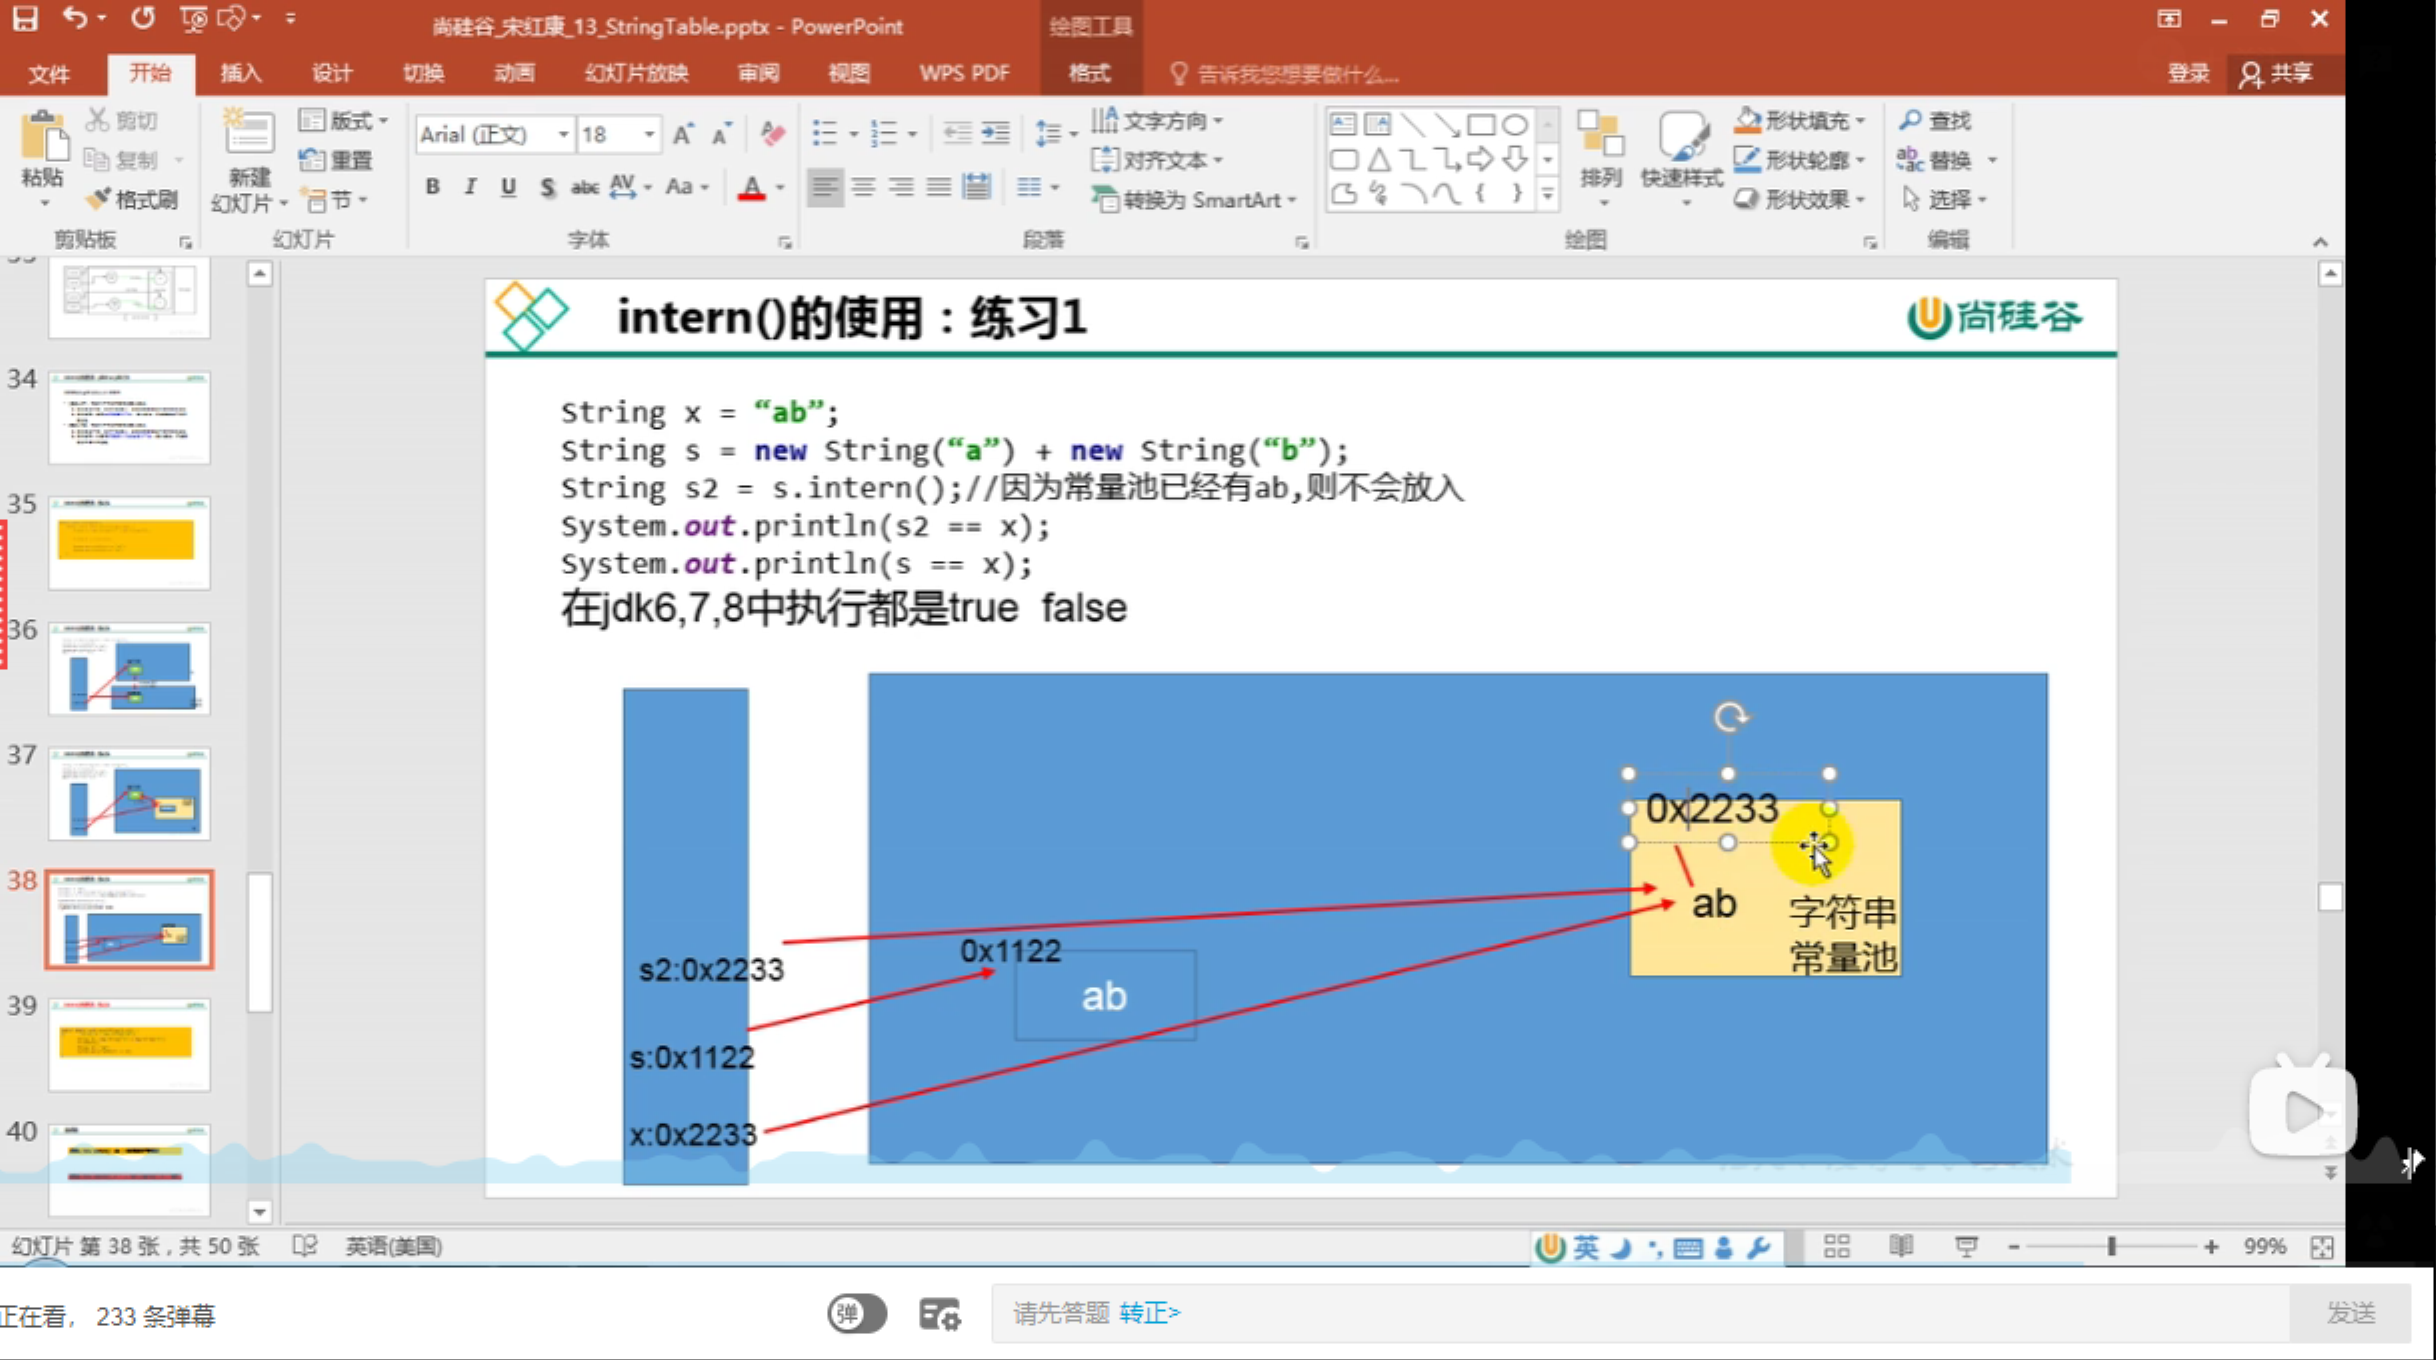 尚硅谷_宋红康_13_StringTable.pptx - PowerPoint
绘图工具
文件 开始 插入 设计 切换 动画 幻灯片放映 审阅 视图 WPS PDF 格式 告诉我您想要做什么... 登录 共享
粘贴
剪切
复制
格式刷
剪贴板
新建
幻灯片
版式
重置
节
幻灯片
Arial (正文) 18
B I U S abc AV Aa A
字体
文字方向
对齐文本
转换为 SmartArt
段落
排列
快速样式
形状填充
形状轮廓
形状效果
绘图
查找
替换
选择
编辑
34
35
36
37
38
39
40
intern()的使用：练习1
尚硅谷
String x = “ab”;
String s = new String(“a”) + new String(“b”);
String s2 = s.intern();//因为常量池已经有ab,则不会放入
System.out.println(s2 == x);
System.out.println(s == x);
在jdk6,7,8中执行都是true false
0x2233
ab
字符串
常量池
0x1122
ab
s2:0x2233
s:0x1122
x:0x2233
幻灯片 第 38 张，共 50 张 英语(美国)
英
99%
正在看， 233 条弹幕
弹
请先答题 转正>
发送